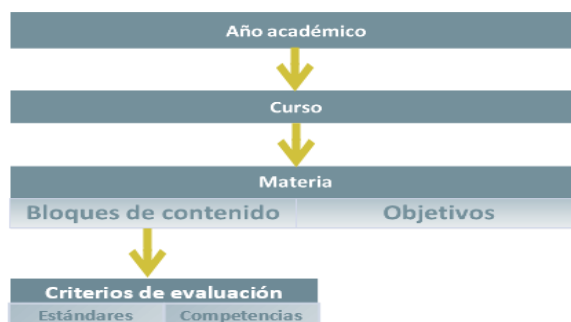 Año académico
Curso
Materia
Bloques de contenido Objetivos
Criterios de evaluación
Estándares Competencias